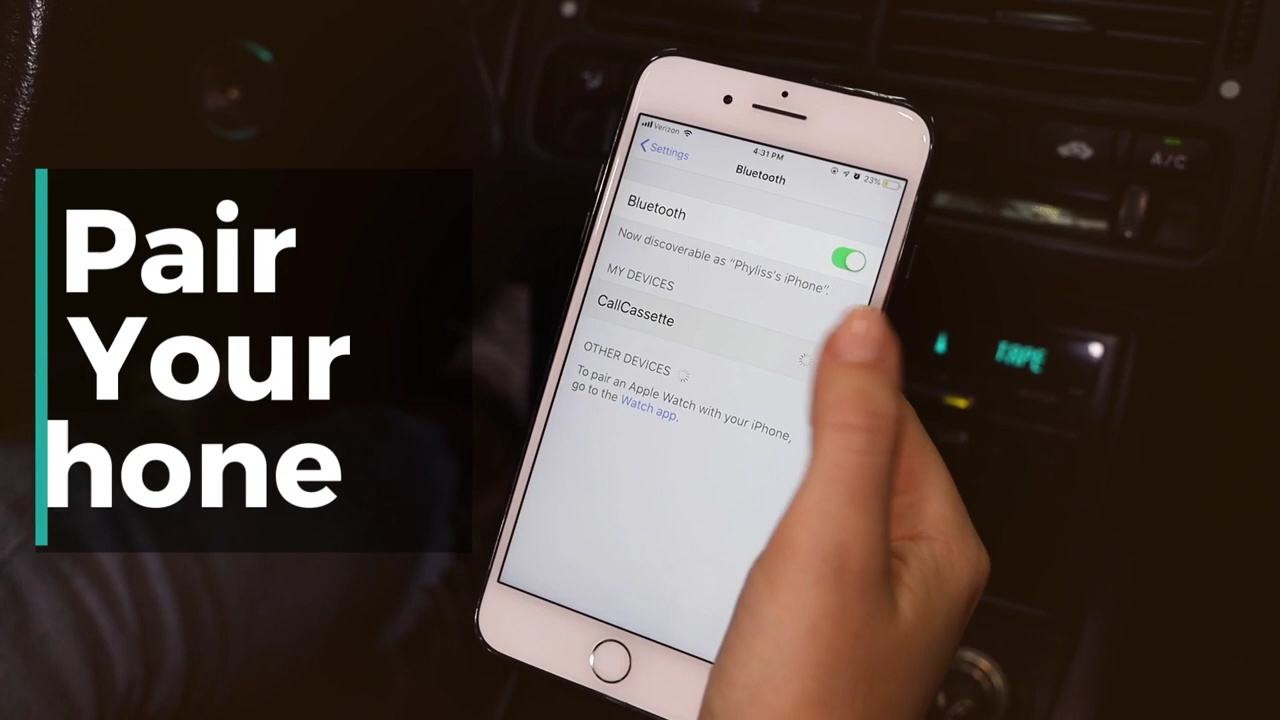 Pair
Your
hone
Verizon
4:31 PM
23%
Settings
Bluetooth
Bluetooth
Now discoverable as “Phyliss’s iPhone”.
MY DEVICES
CallCassette
OTHER DEVICES
To pair an Apple Watch with your iPhone,
go to the Watch app.
A/C
TAPE